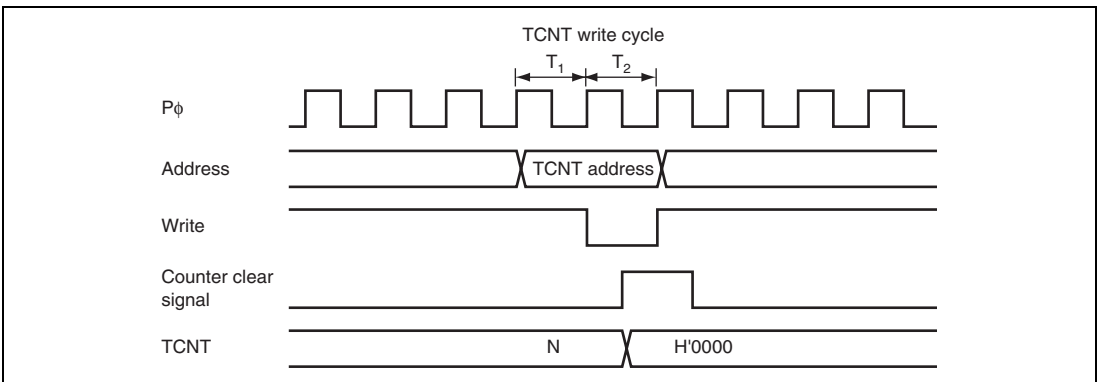 TCNT write cycle
T1 T2
Pφ
Address
TCNT address
Write
Counter clear
signal
TCNT
N
H'0000